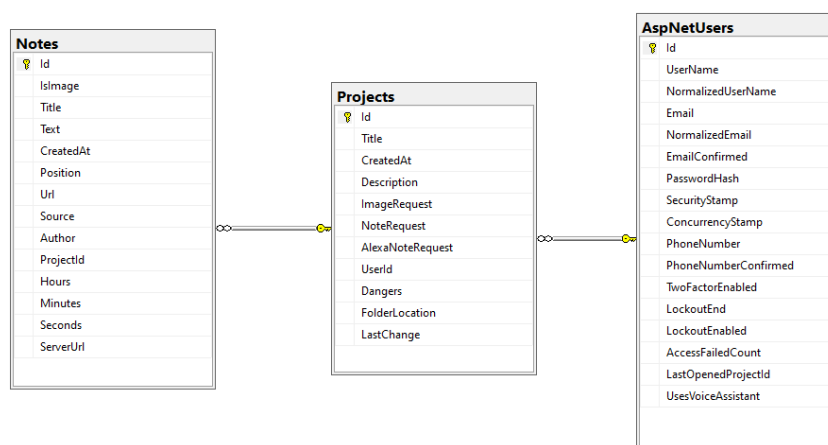 Notes
Id
IsImage
Title
Text
CreatedAt
Position
Url
Source
Author
ProjectId
Hours
Minutes
Seconds
ServerUrl
Projects
Id
Title
CreatedAt
Description
ImageRequest
NoteRequest
AlexaNoteRequest
UserId
Dangers
FolderLocation
LastChange
AspNetUsers
Id
UserName
NormalizedUserName
Email
NormalizedEmail
EmailConfirmed
PasswordHash
SecurityStamp
ConcurrencyStamp
PhoneNumber
PhoneNumberConfirmed
TwoFactorEnabled
LockoutEnd
LockoutEnabled
AccessFailedCount
LastOpenedProjectId
UsesVoiceAssistant